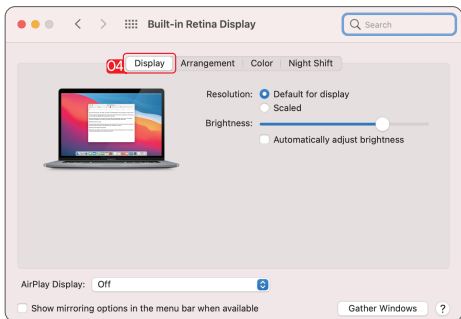 Built-in Retina Display
Search
04 Display Arrangement Color Night Shift
Resolution: Default for display
Scaled
Brightness:
Automatically adjust brightness
AirPlay Display: Off
Show mirroring options in the menu bar when available Gather Windows ?